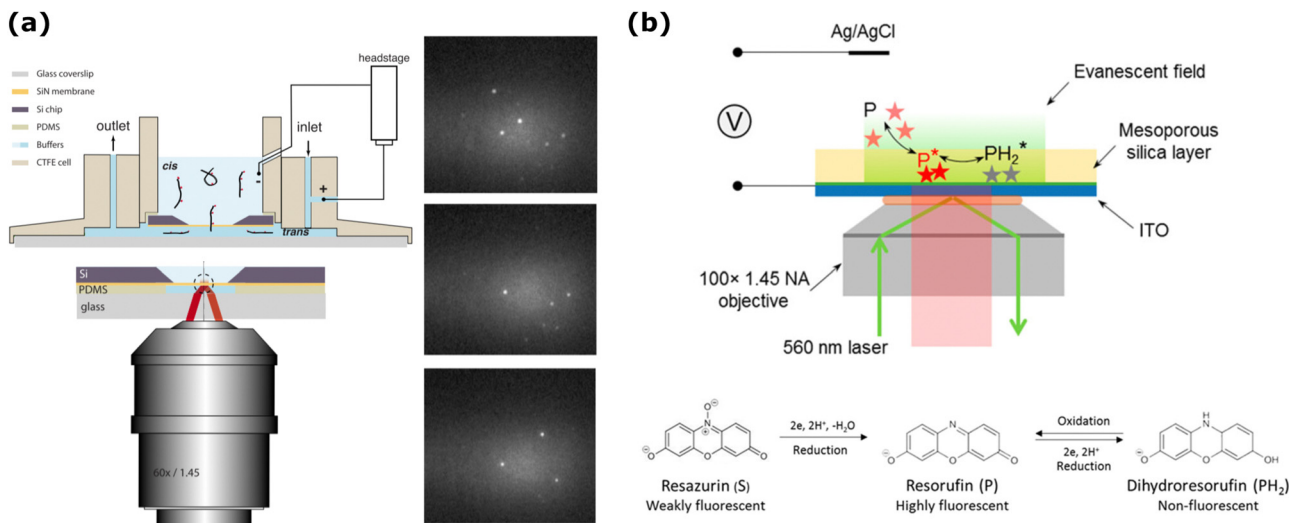 (a)
Glass coverslip
SiN membrane
Si chip
PDMS
Buffers
CTFE cell
outlet
inlet
headstage
cis
-
+
trans
Si
PDMS
glass
60x / 1.45
(b)
Ag/AgCl
Evanescent field
V
P
Mesoporous
silica layer
P*
PH2*
ITO
100× 1.45 NA
objective
560 nm laser
O⊖
N
⊕
⊖O
O
O
2e, 2H⁺, -H₂O
Reduction
N
⊖O
O
O
Oxidation
2e, 2H⁺
Reduction
H
N
⊖O
O
OH
Resazurin (S)
Weakly fluorescent
Resorufin (P)
Highly fluorescent
Dihydroresorufin (PH₂)
Non-fluorescent